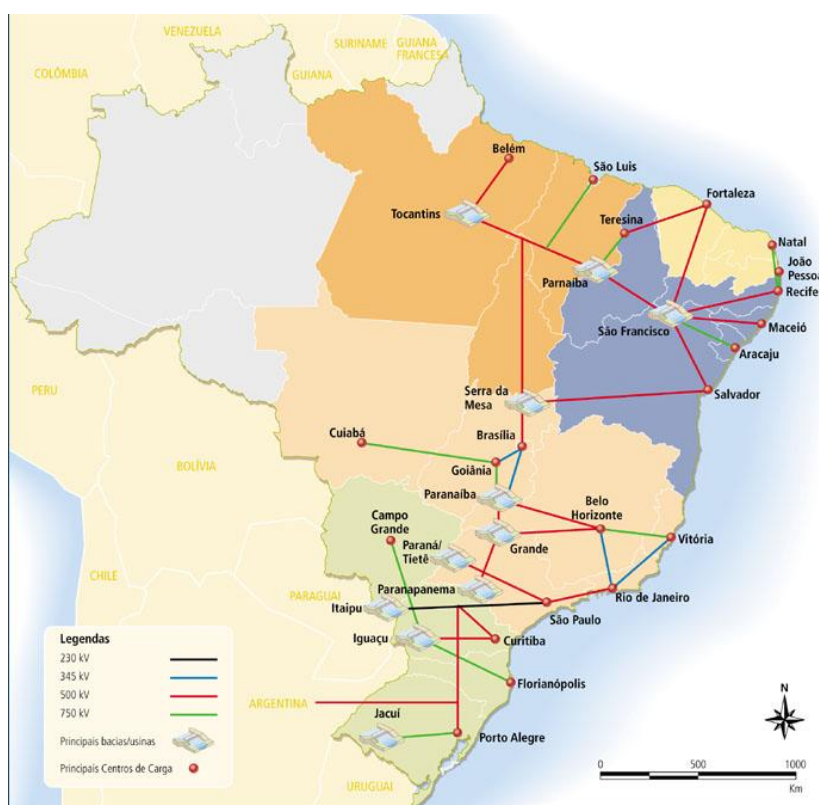 VENEZUELA
SURINAME
GUIANA
FRANCESA
COLÔMBIA
GUIANA
Belém
São Luis
Fortaleza
Tocantins
Teresina
Natal
João
Pessoa
Parnaíba
Recife
São Francisco
Maceió
PERU
Aracaju
Serra da
Mesa
Salvador
Cuiabá
Brasília
BOLÍVIA
Goiânia
Paranaíba
Belo
Horizonte
Campo
Grande
Vitória
Grande
Paraná/
Tietê
CHILE
Paranapanema
PARAGUAI
Rio de Janeiro
Itaipu
São Paulo
Iguaçu
Curitiba
Legendas
230 kV
345 kV
500 kV
750 kV
Principais bacias/usinas
Principais Centros de Carga
Florianópolis
ARGENTINA
Jacuí
Porto Alegre
URUGUAI
N
0 500 1000
Km